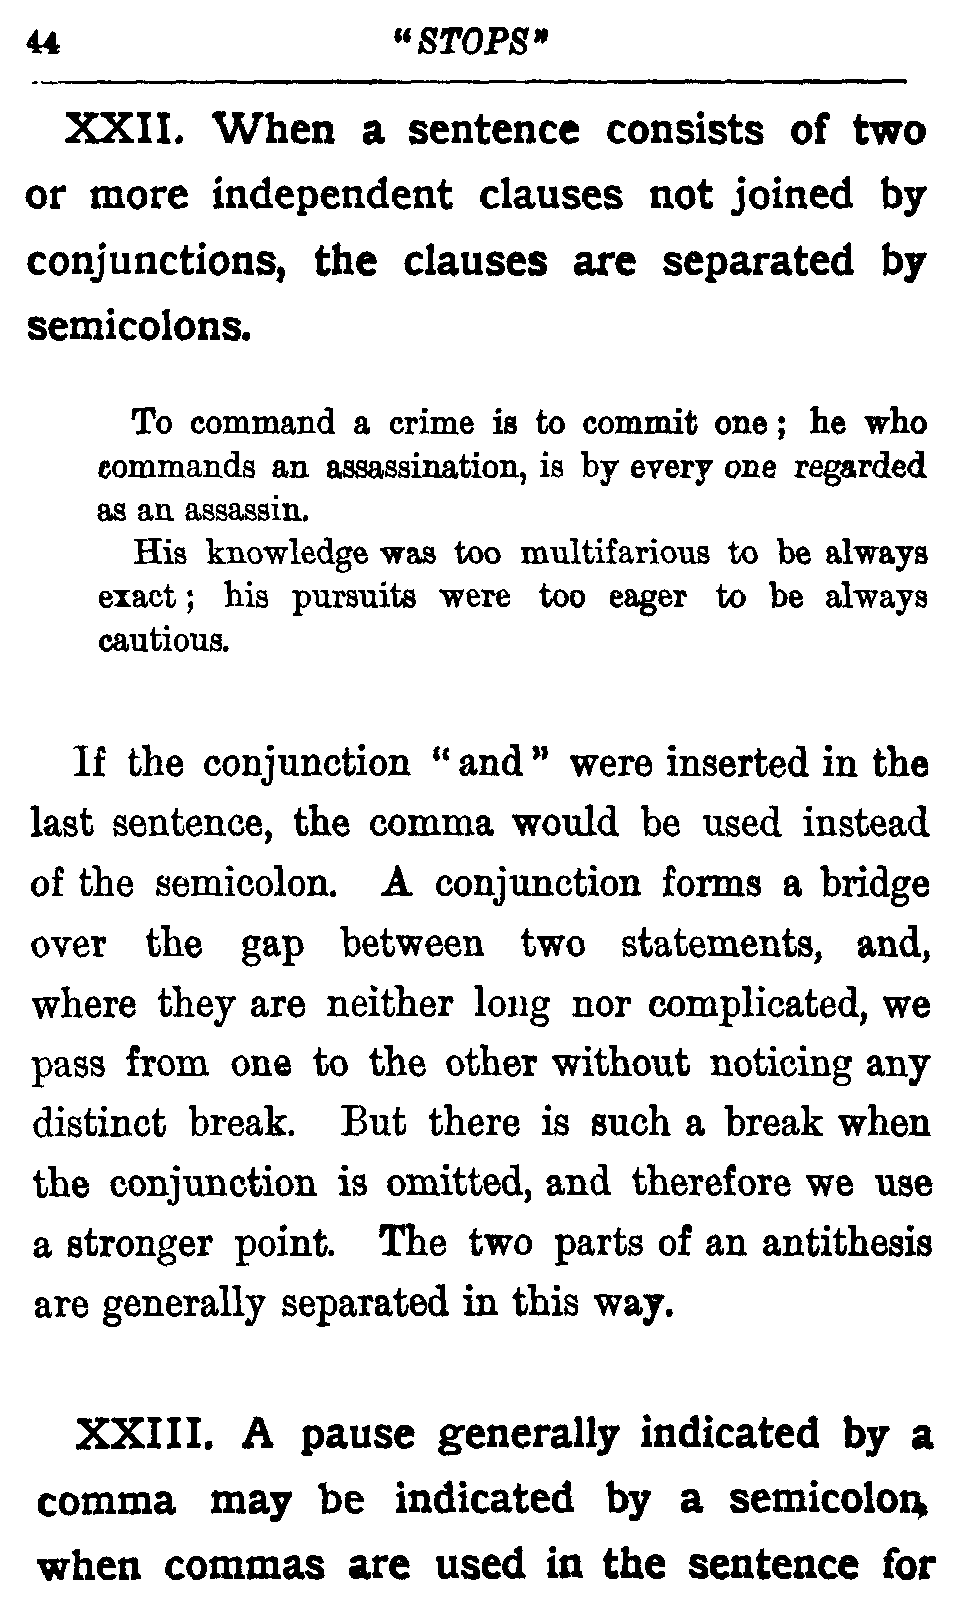 44 "STOPS"
XXII. When a sentence consists of two
or more independent clauses not joined by
conjunctions, the clauses are separated by
semicolons.
To command a crime is to commit one; he who
commands an assassination, is by every one regarded
as an assassin.
His knowledge was too multifarious to be always
exact; his pursuits were too eager to be always
cautious.
If the conjunction "and" were inserted in the
last sentence, the comma would be used instead
of the semicolon. A conjunction forms a bridge
over the gap between two statements, and,
where they are neither long nor complicated, we
pass from one to the other without noticing any
distinct break. But there is such a break when
the conjunction is omitted, and therefore we use
a stronger point. The two parts of an antithesis
are generally separated in this way.
XXIII. A pause generally indicated by a
comma may be indicated by a semicolon,
when commas are used in the sentence for